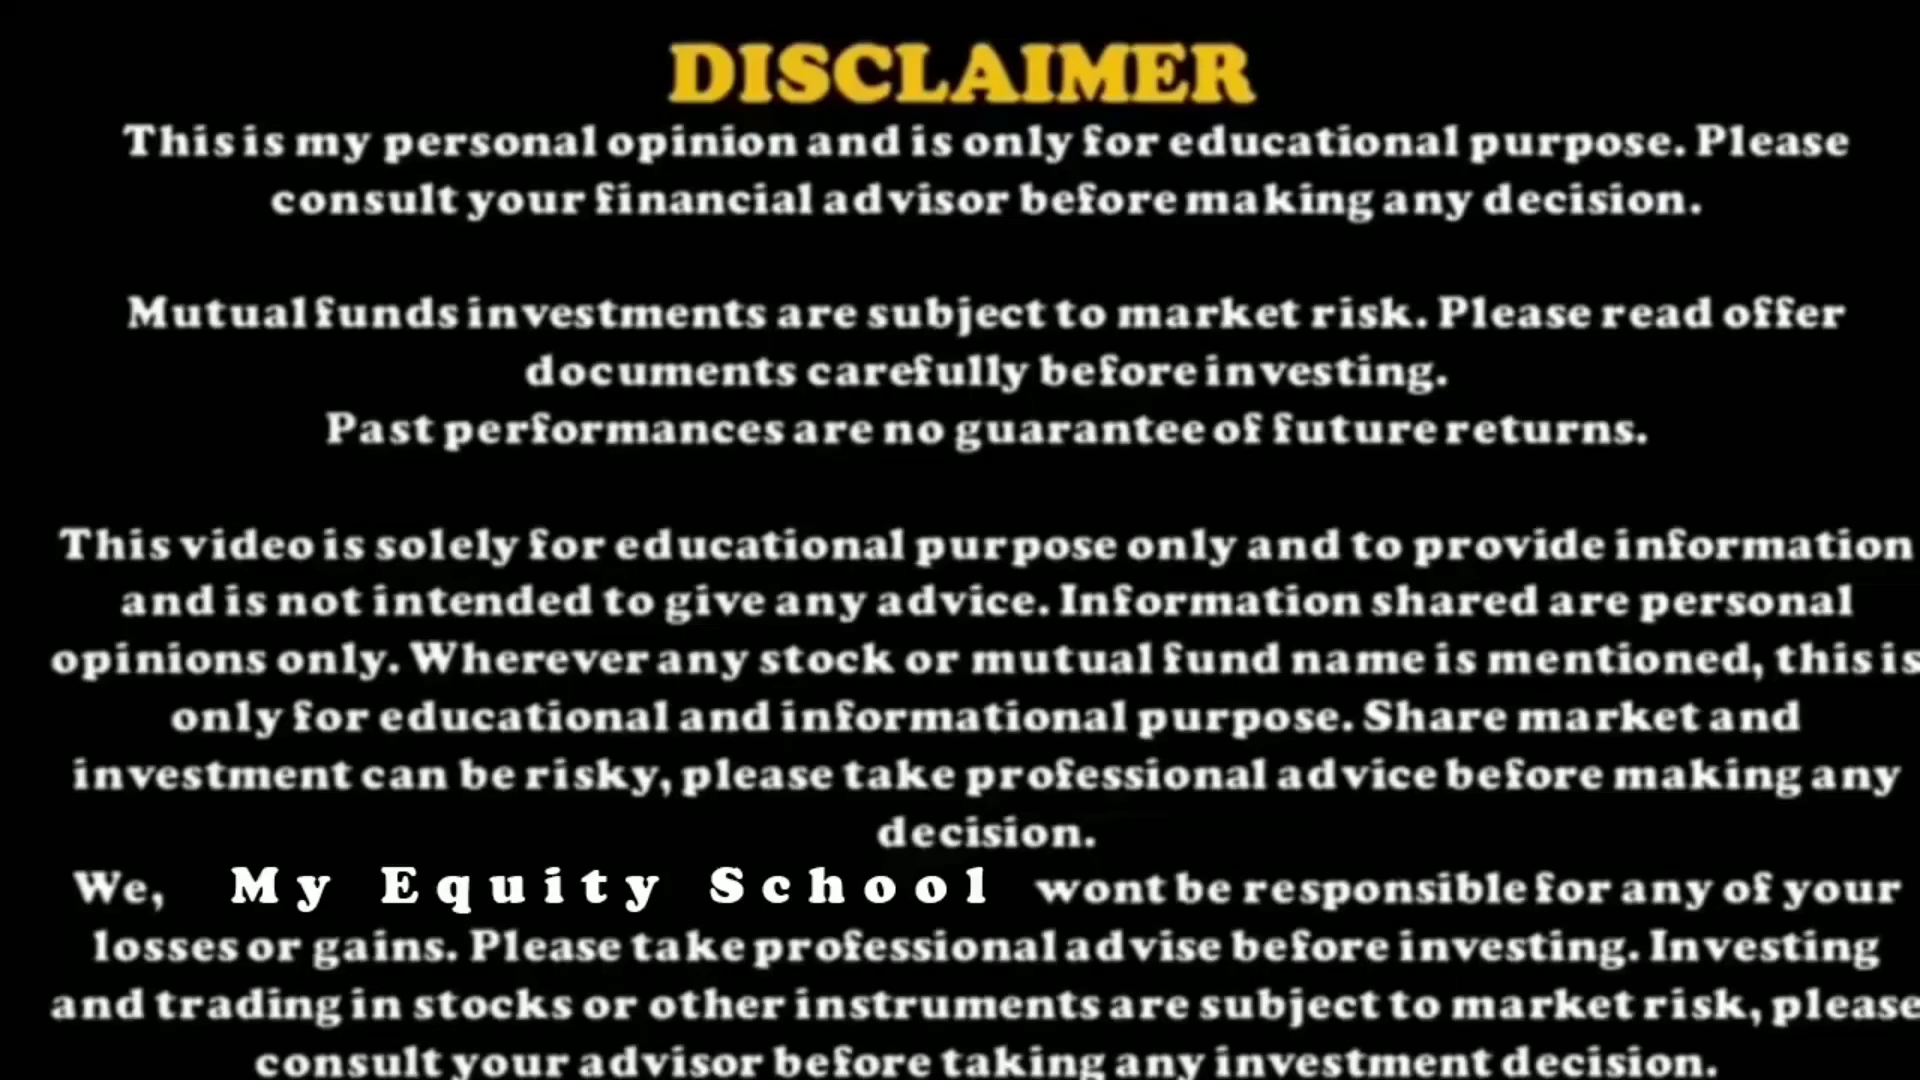 DISCLAIMER
This is my personal opinion and is only for educational purpose. Please
consult your financial advisor before making any decision.
Mutual funds investments are subject to market risk. Please read offer
documents carefully before investing.
Past performances are no guarantee of future returns.
This video is solely for educational purpose only and to provide information
and is not intended to give any advice. Information shared are personal
opinions only. Wherever any stock or mutual fund name is mentioned, this is
only for educational and informational purpose. Share market and
investment can be risky, please take professional advice before making any
decision.
We, My Equity School wont be responsible for any of your
losses or gains. Please take professional advise before investing. Investing
and trading in stocks or other instruments are subject to market risk, please
consult your advisor before taking any investment decision.